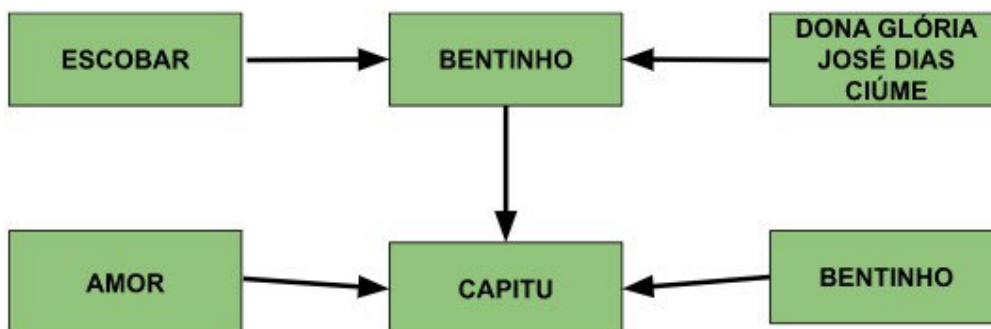 ESCOBAR
BENTINHO
DONA GLÓRIA
JOSÉ DIAS
CIÚME
AMOR
CAPITU
BENTINHO